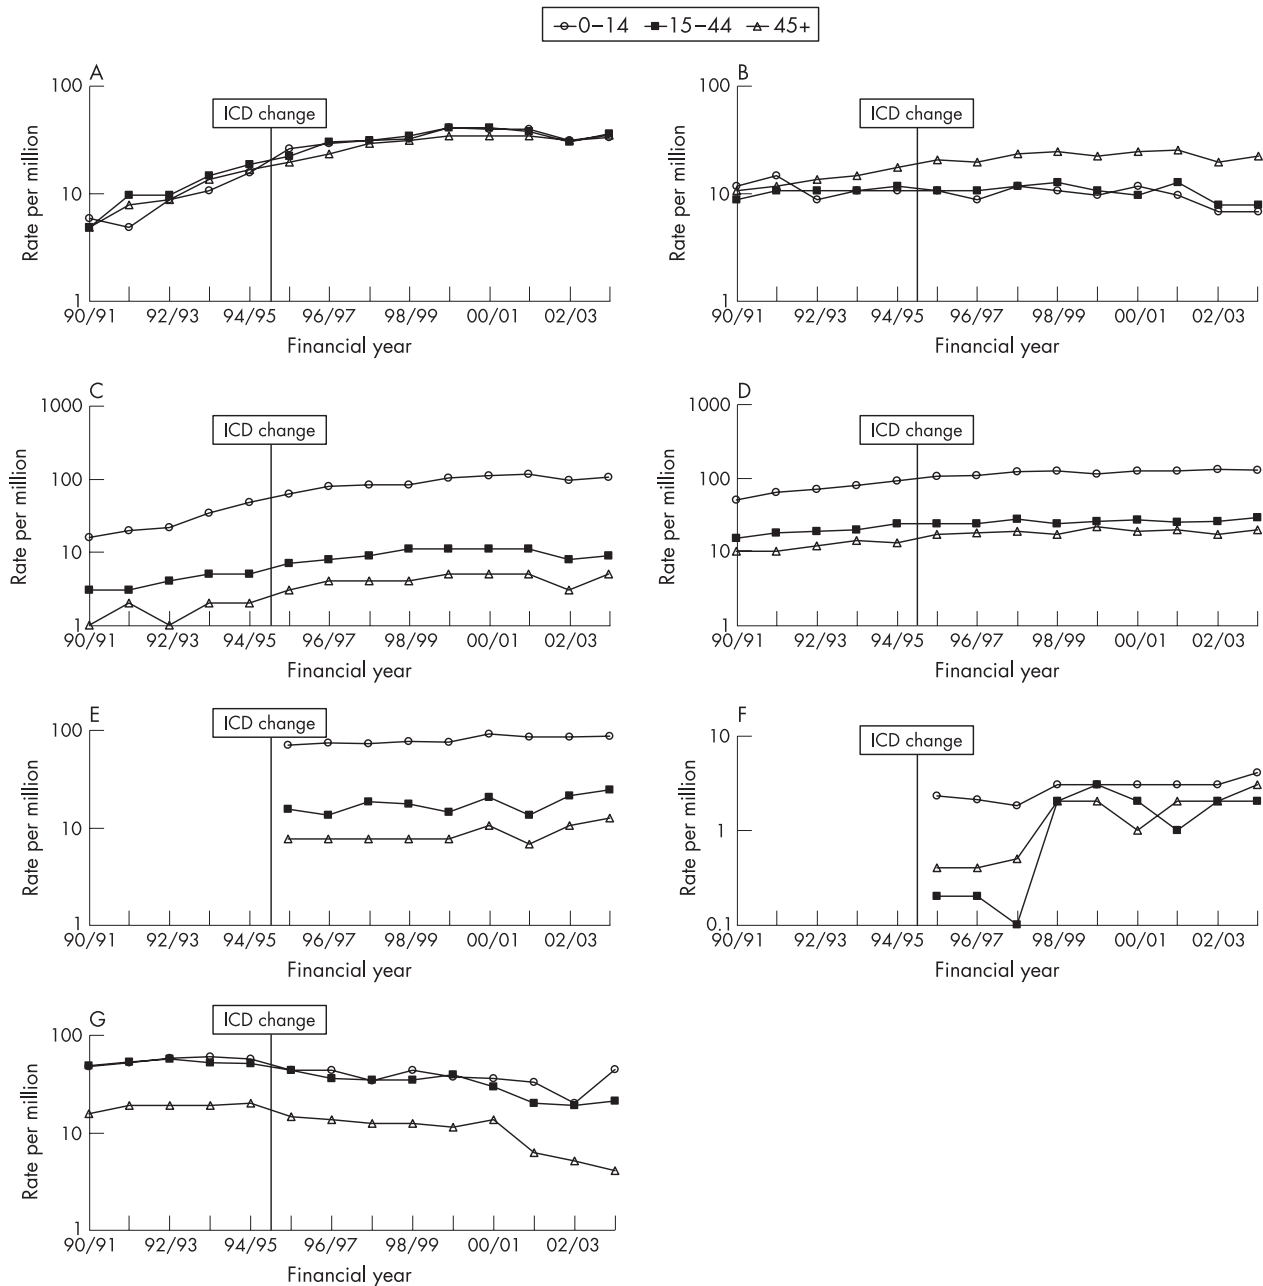 0–14 15–44 45+
A
100
10
1
Rate per million
ICD change
90/91 92/93 94/95 96/97 98/99 00/01 02/03
Financial year
B
100
10
1
Rate per million
ICD change
90/91 92/93 94/95 96/97 98/99 00/01 02/03
Financial year
C
1000
100
10
1
Rate per million
ICD change
90/91 92/93 94/95 96/97 98/99 00/01 02/03
Financial year
D
1000
100
10
1
Rate per million
ICD change
90/91 92/93 94/95 96/97 98/99 00/01 02/03
Financial year
E
100
10
1
Rate per million
ICD change
90/91 92/93 94/95 96/97 98/99 00/01 02/03
Financial year
F
10
1
0.1
Rate per million
ICD change
90/91 92/93 94/95 96/97 98/99 00/01 02/03
Financial year
G
100
10
1
Rate per million
ICD change
90/91 92/93 94/95 96/97 98/99 00/01 02/03
Financial year